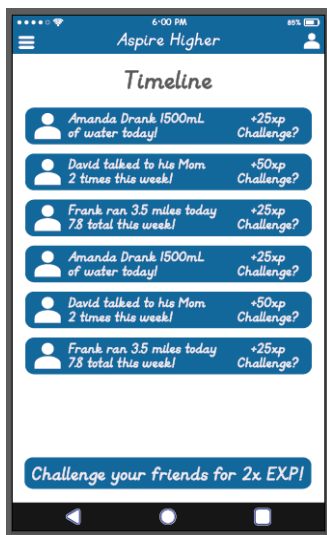 6:00 PM
85%
Aspire Higher
Timeline
Amanda Drank 1500mL
of water today!
+25xp
Challenge?
David talked to his Mom
2 times this week!
+50xp
Challenge?
Frank ran 3.5 miles today
7.8 total this week!
+25xp
Challenge?
Amanda Drank 1500mL
of water today!
+25xp
Challenge?
David talked to his Mom
2 times this week!
+50xp
Challenge?
Frank ran 3.5 miles today
7.8 total this week!
+25xp
Challenge?
Challenge your friends for 2x EXP!